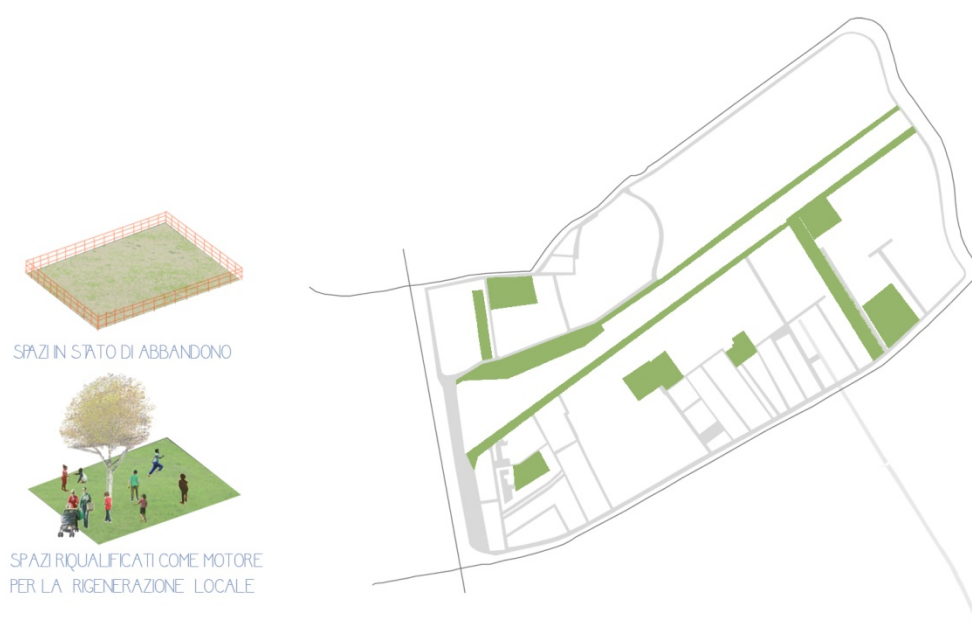 SPAZI IN STATO DI ABBANDONO
SPAZI RIQUALIFICATI COME MOTORE
PER LA RIGENERAZIONE LOCALE